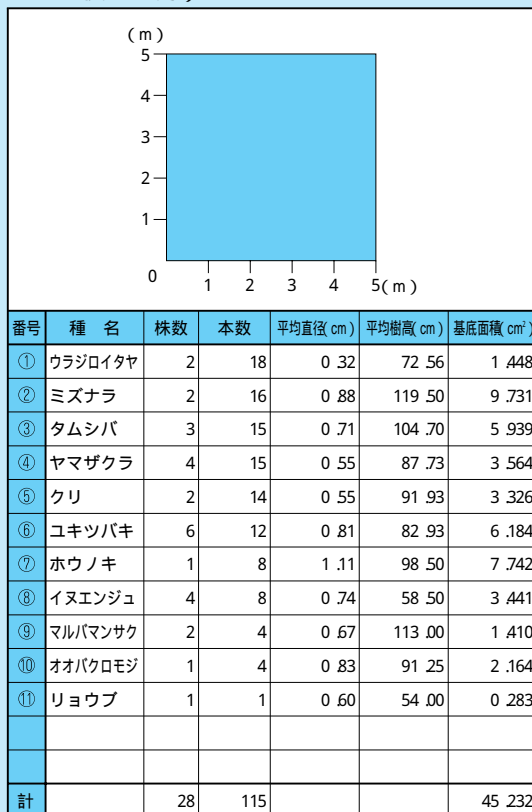 (m)
5
4
3
2
1
0
1 2 3 4 5(m)
番号 種 名 株数 本数 平均直径(cm) 平均樹高(cm) 基底面積(cm²)
① ウラジロイタヤ 2 18 0.32 72.56 1.448
② ミズナラ 2 16 0.88 119.50 9.731
③ タムシバ 3 15 0.71 104.70 5.939
④ ヤマザクラ 4 15 0.55 87.73 3.564
⑤ クリ 2 14 0.55 91.93 3.326
⑥ ユキツバキ 6 12 0.81 82.93 6.184
⑦ ホウノキ 1 8 1.11 98.50 7.742
⑧ イヌエンジュ 4 8 0.74 58.50 3.441
⑨ マルバマンサク 2 4 0.67 113.00 1.410
⑩ オオバクロモジ 1 4 0.83 91.25 2.164
⑪ リョウブ 1 1 0.60 54.00 0.283
計 28 115 45.232